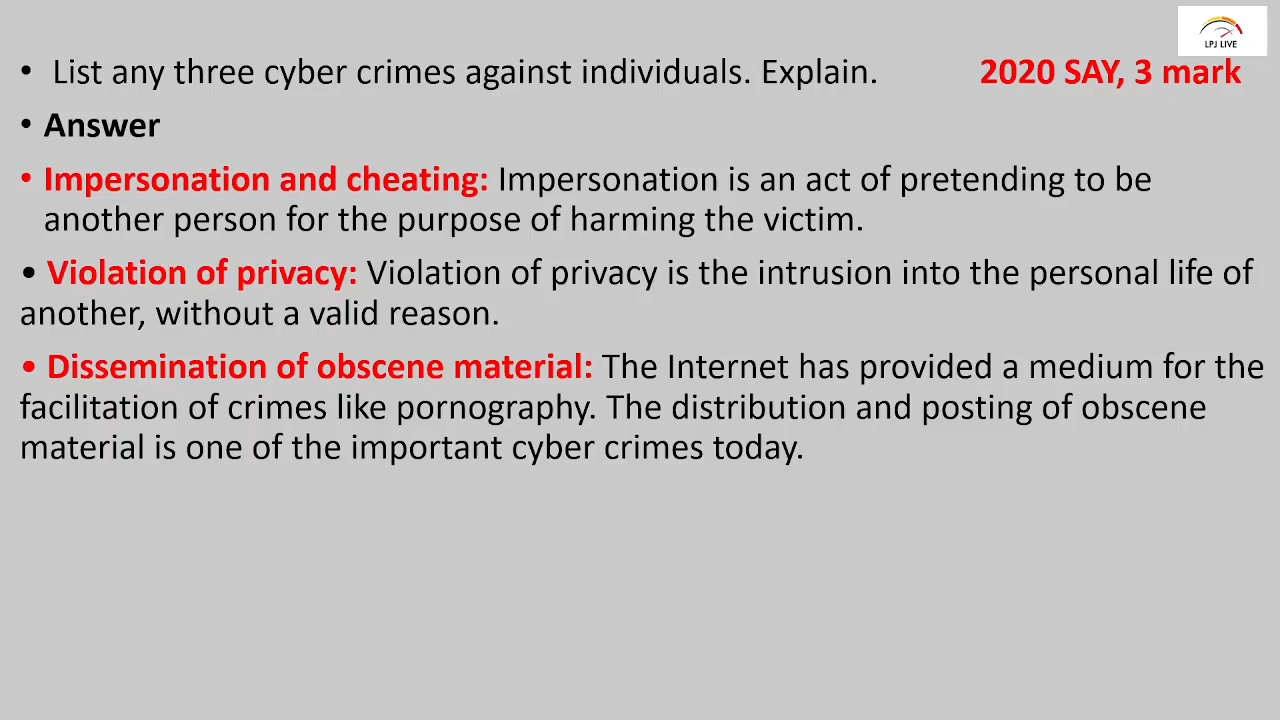 LPJ LIVE
• List any three cyber crimes against individuals. Explain. 2020 SAY, 3 mark
• Answer
• Impersonation and cheating: Impersonation is an act of pretending to be
another person for the purpose of harming the victim.
• Violation of privacy: Violation of privacy is the intrusion into the personal life of
another, without a valid reason.
• Dissemination of obscene material: The Internet has provided a medium for the
facilitation of crimes like pornography. The distribution and posting of obscene
material is one of the important cyber crimes today.